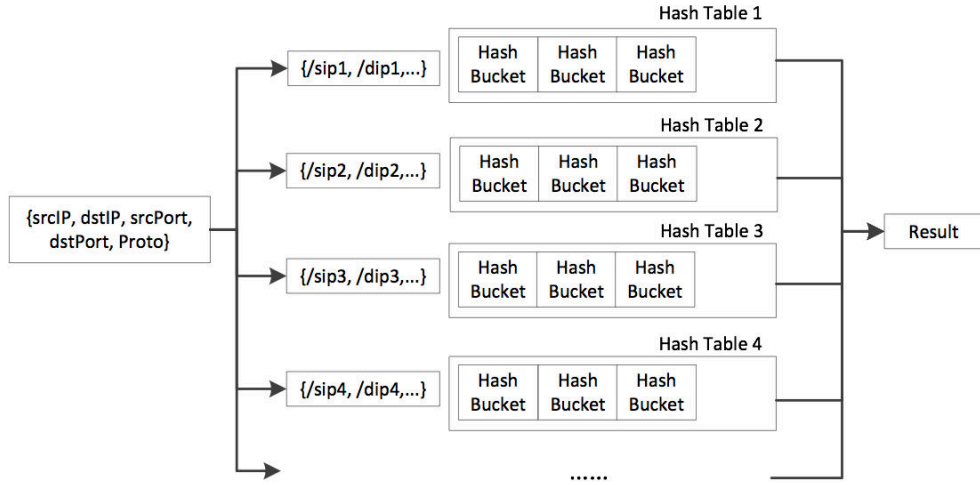 Hash Table 1
{/sip1, /dip1,...}
Hash Hash Hash
Bucket Bucket Bucket
Hash Table 2
{/sip2, /dip2,...}
Hash Hash Hash
Bucket Bucket Bucket
{srcIP, dstIP, srcPort,
dstPort, Proto}
Result
Hash Table 3
{/sip3, /dip3,...}
Hash Hash Hash
Bucket Bucket Bucket
Hash Table 4
{/sip4, /dip4,...}
Hash Hash Hash
Bucket Bucket Bucket
......